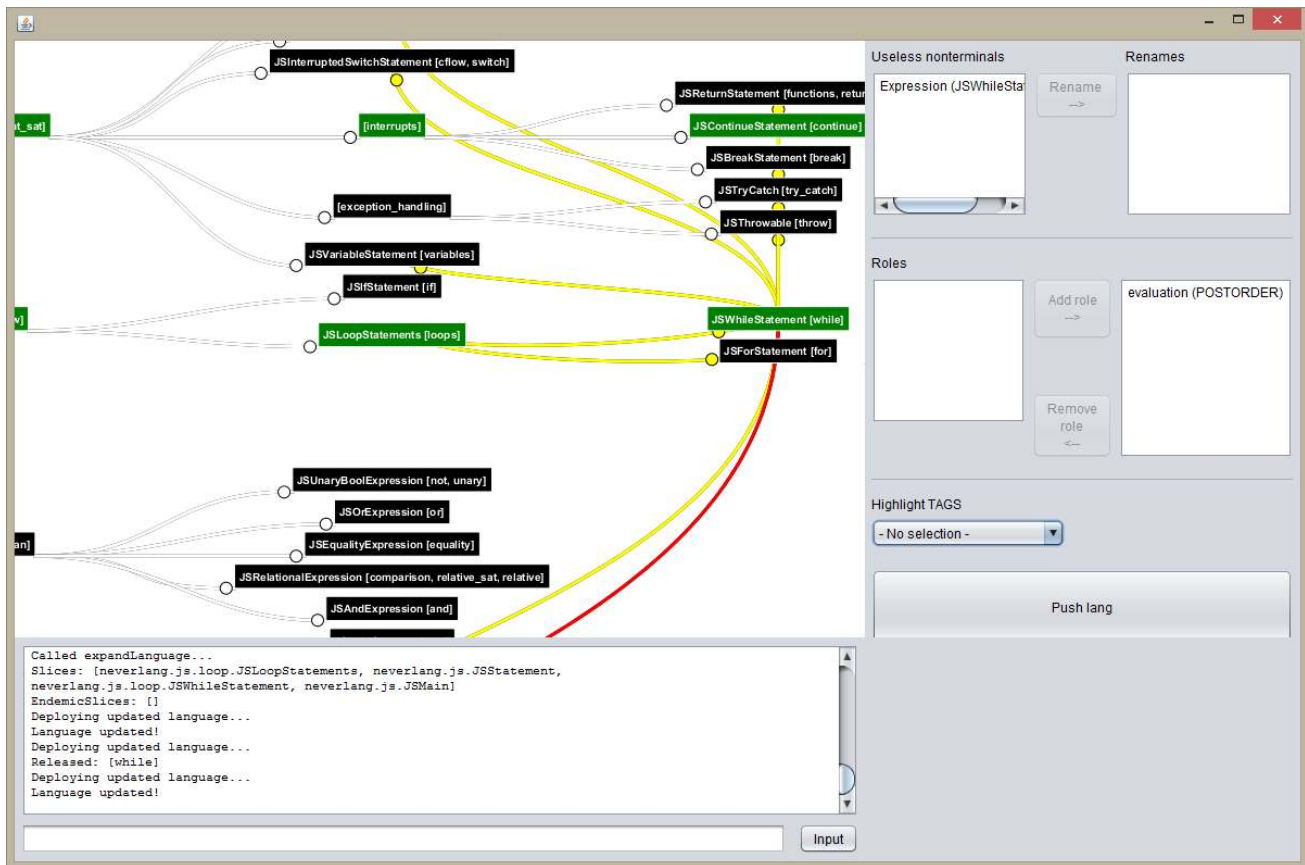 JSInterruptedSwitchStatement [cflow, switch]
JSReturnStatement [functions, retur
t_sat]
[interrupts]
JSContinueStatement [continue]
JSBreakStatement [break]
JSTryCatch [try_catch]
[exception_handling]
JSThrowable [throw]
JSVariableStatement [variables]
JSIfStatement [if]
w]
JSWhileStatement [while]
JSLoopStatements [loops]
JSForStatement [for]
JSUnaryBoolExpression [not, unary]
JSOrExpression [or]
an]
JSEqualityExpression [equality]
JSRelationalExpression [comparison, relative_sat, relative]
JSAndExpression [and]
Useless nonterminals
Renames
Expression (JSWhileStat
Rename
-->
Roles
Add role
-->
evaluation (POSTORDER)
Remove
role
<--
Highlight TAGS
- No selection -
Push lang
Called expandLanguage...
Slices: [neverlang.js.loop.JSLoopStatements, neverlang.js.JSStatement,
neverlang.js.loop.JSWhileStatement, neverlang.js.JSMain]
EndemicSlices: []
Deploying updated language...
Language updated!
Deploying updated language...
Released: [while]
Deploying updated language...
Language updated!
Input